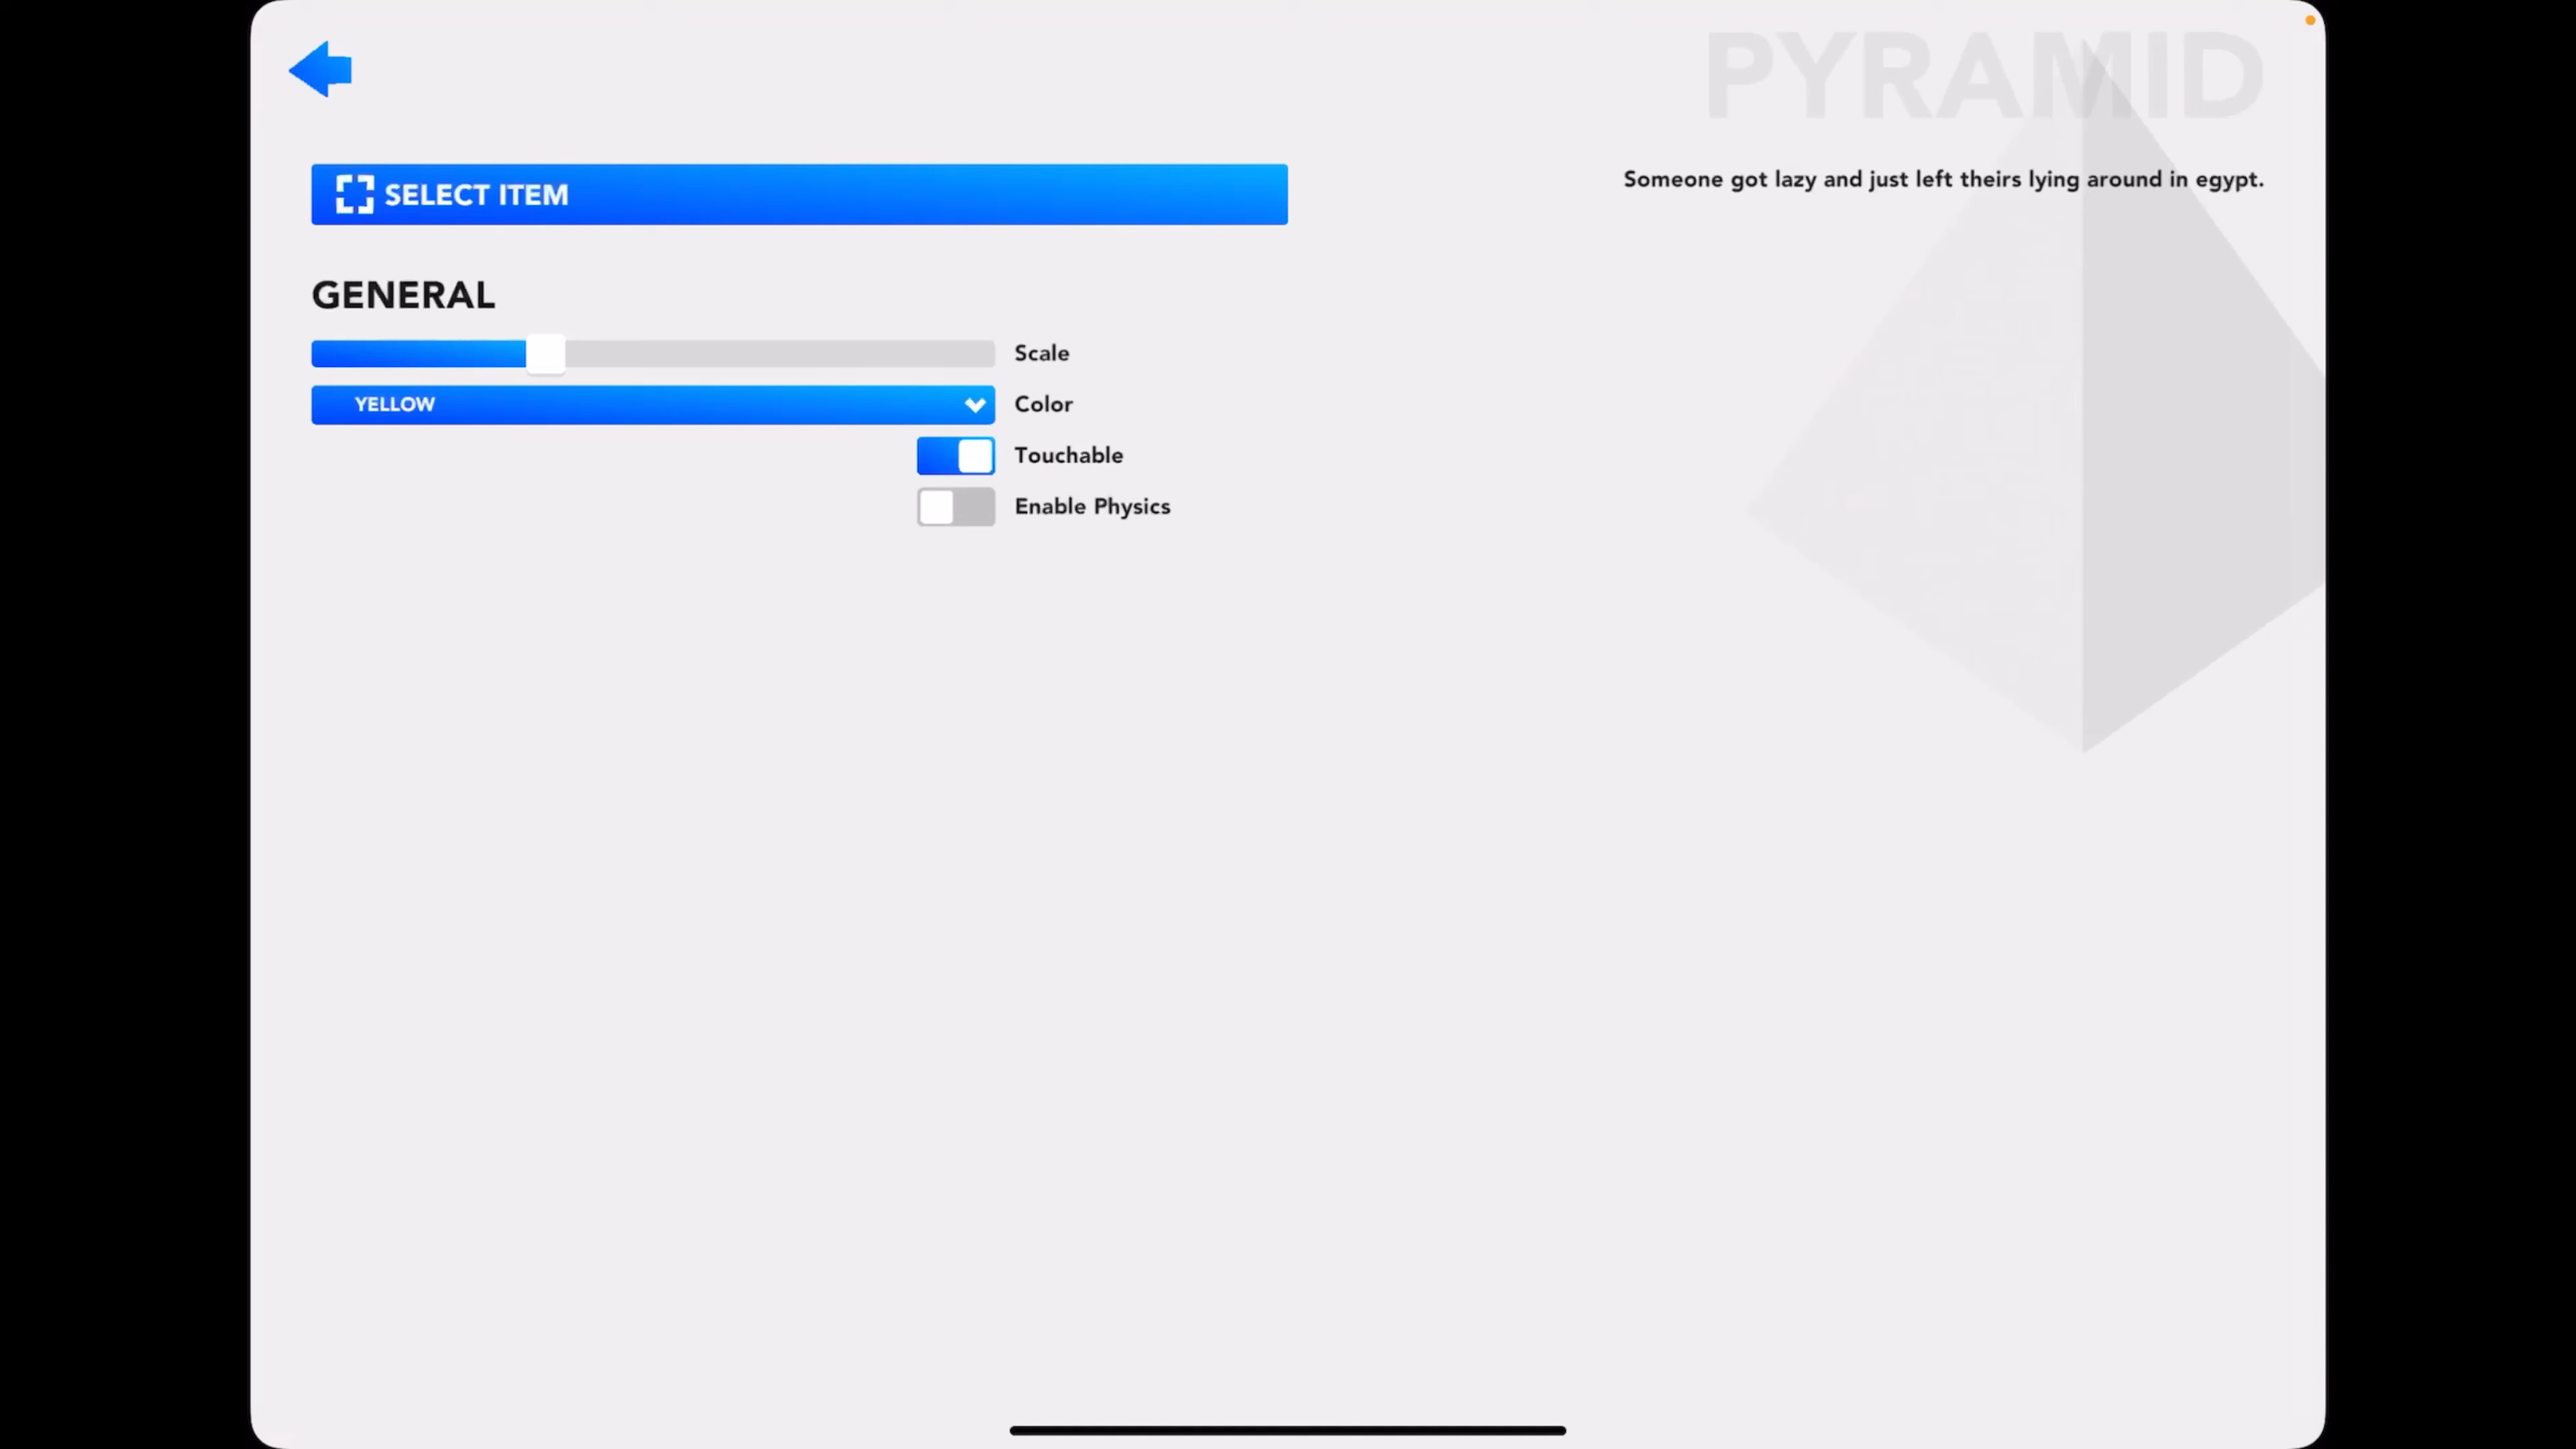 PYRAMID
SELECT ITEM
Someone got lazy and just left theirs lying around in egypt.
GENERAL
Scale
YELLOW
Color
Touchable
Enable Physics